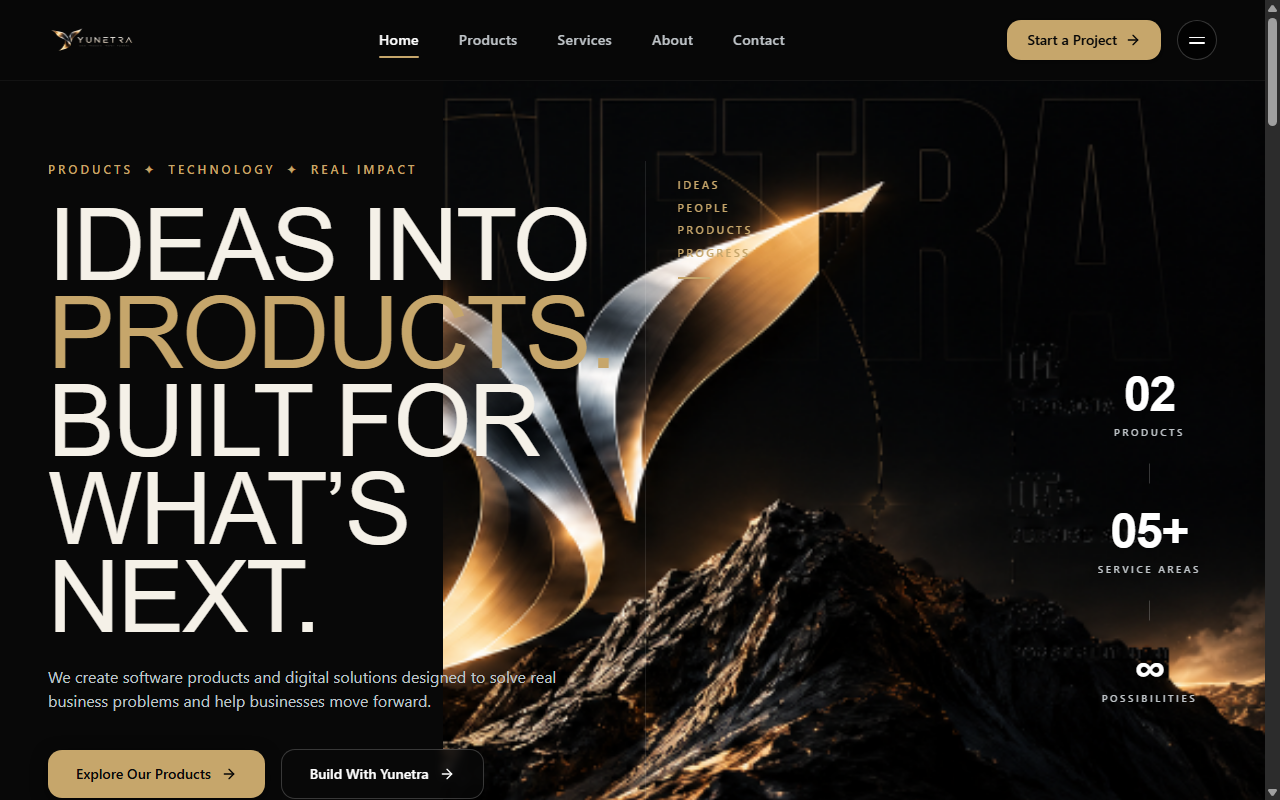 YUNETRA
Home
Products
Services
About
Contact
Start a Project
NETRA
PRODUCTS ✦ TECHNOLOGY ✦ REAL IMPACT
IDEAS INTO
PRODUCTS.
BUILT FOR
WHAT’S
NEXT.
We create software products and digital solutions designed to solve real
business problems and help businesses move forward.
Explore Our Products
Build With Yunetra
IDEAS
PEOPLE
PRODUCTS
PROGRESS
02
PRODUCTS
05+
SERVICE AREAS
∞
POSSIBILITIES